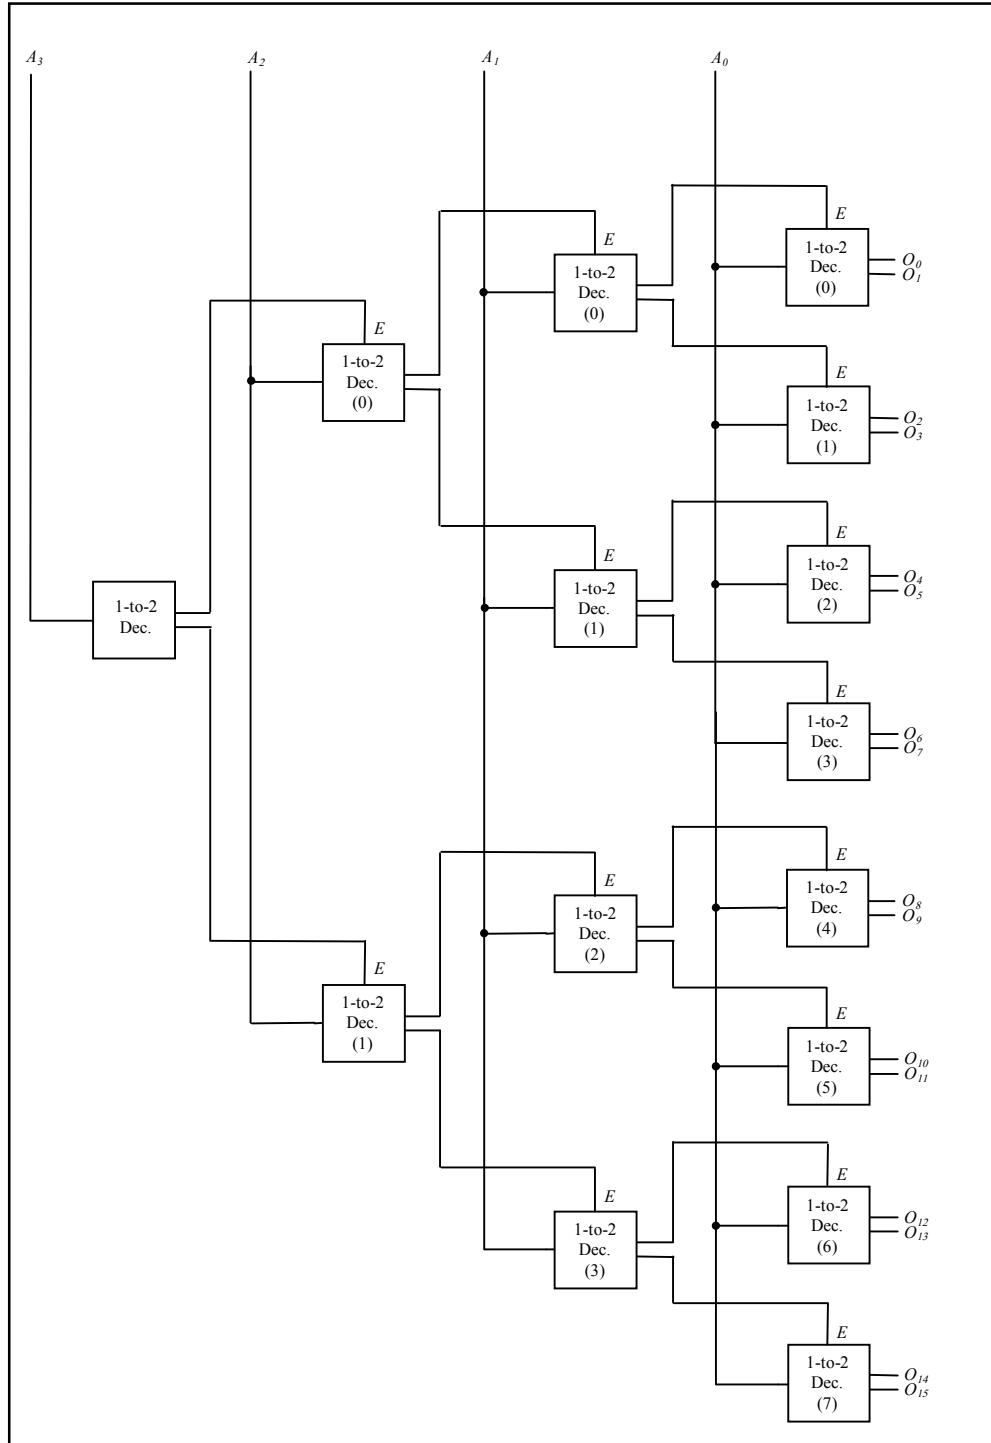 A3
A2
A1
A0
E
1-to-2
Dec.
(0)
O0
O1
E
1-to-2
Dec.
(0)
E
1-to-2
Dec.
(0)
E
1-to-2
Dec.
(1)
O2
O3
E
1-to-2
Dec.
(1)
E
1-to-2
Dec.
(2)
O4
O5
1-to-2
Dec.
E
1-to-2
Dec.
(3)
O6
O7
E
1-to-2
Dec.
(2)
E
1-to-2
Dec.
(4)
O8
O9
E
1-to-2
Dec.
(1)
E
1-to-2
Dec.
(5)
O10
O11
E
1-to-2
Dec.
(3)
E
1-to-2
Dec.
(6)
O12
O13
E
1-to-2
Dec.
(7)
O14
O15